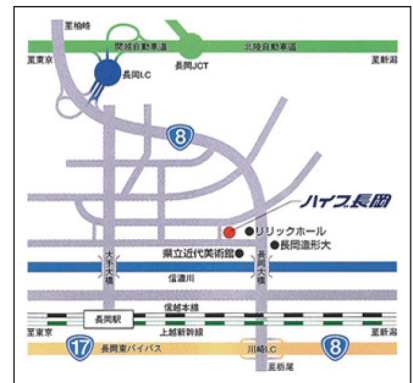 至柏崎
関越自動車道
北陸自動車道
至東京
長岡I.C
長岡JCT
至新潟
8
ハイブ長岡
●リリックホール
●長岡造形大
県立近代美術館●
大手大橋
長岡大橋
信濃川
信越本線
長岡駅
至東京
上越新幹線
至新潟
17
長岡東バイパス
川崎I.C
8
至栃尾